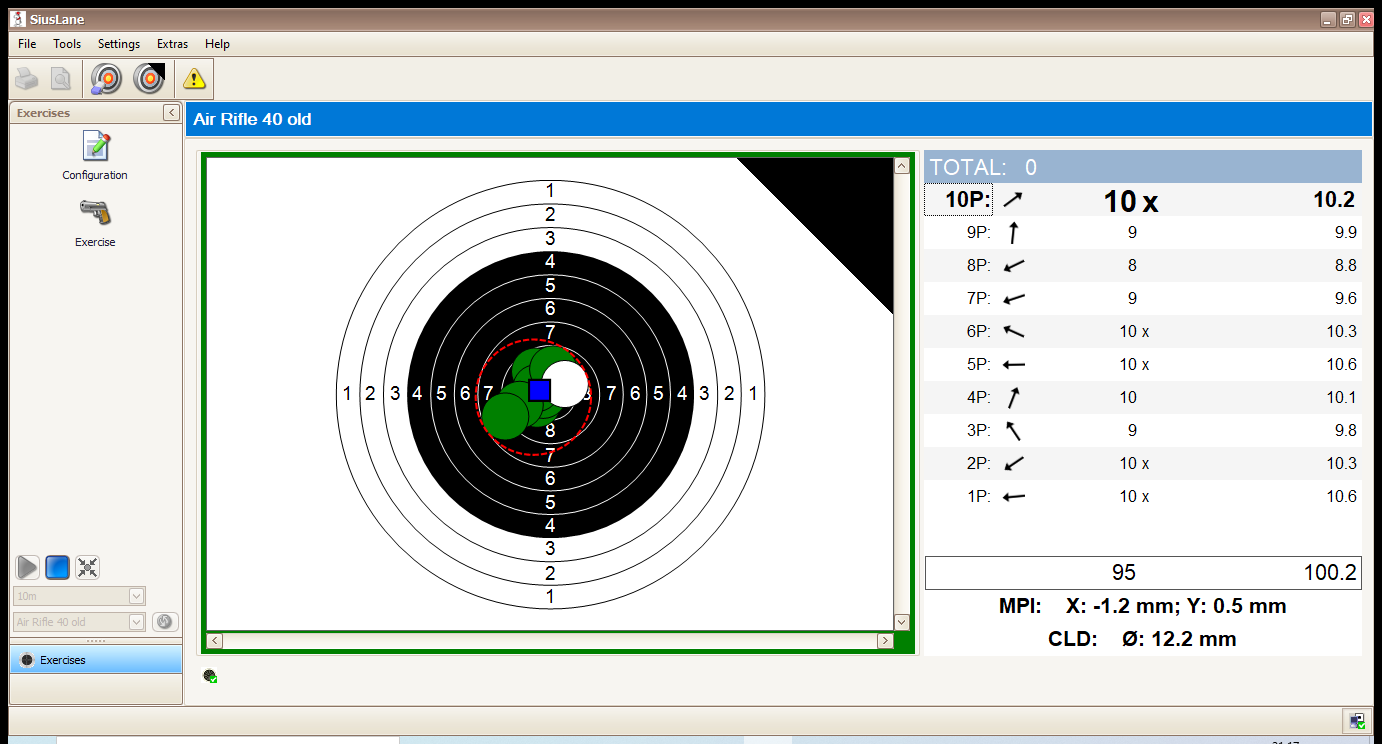 SiusLane
File Tools Settings Extras Help
Exercises
Configuration
Exercise
10m
Air Rifle 40 old
Exercises
Air Rifle 40 old
1
2
3
4
5
6
7
1 2 3 4 5 6 7 8 7 6 5 4 3 2 1
8
7
6
5
4
3
2
1
TOTAL: 0
10P: 10 x 10.2
9P: 9 9.9
8P: 8 8.8
7P: 9 9.6
6P: 10 x 10.3
5P: 10 x 10.6
4P: 10 10.1
3P: 9 9.8
2P: 10 x 10.3
1P: 10 x 10.6
95 100.2
MPI: X: -1.2 mm; Y: 0.5 mm
CLD: Ø: 12.2 mm